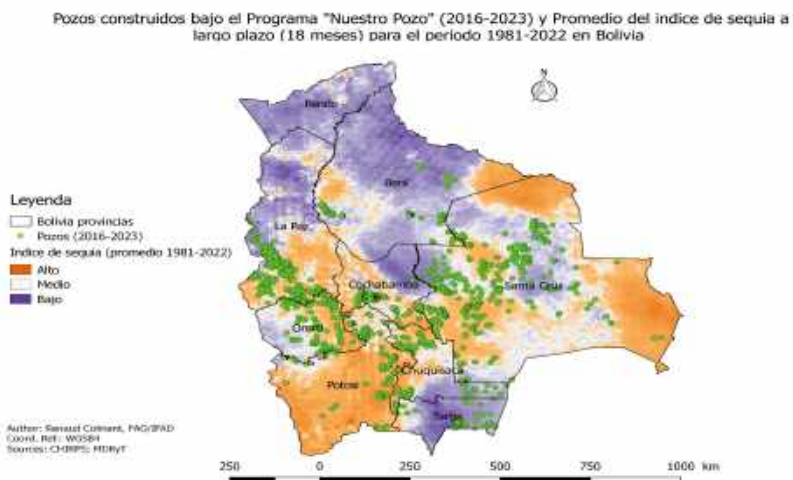 Pozos construidos bajo el Programa "Nuestro Pozo" (2016-2023) y Promedio del indice de sequia a
largo plazo (18 meses) para el periodo 1981-2022 en Bolivia
N
Pando
Beni
La Paz
Cochabamba
Santa Cruz
Oruro
Chuquisaca
Potosi
Tarija
Leyenda
Bolivia provincias
Pozos (2016-2023)
Indice de sequia (promedio 1981-2022)
Alto
Medio
Bajo
Author: Renaud Colmant, FAO/IFAD
Coord. Ref.: WGS84
Sources: CHIRPS; MDRyT
250 0 250 500 750 1000 km